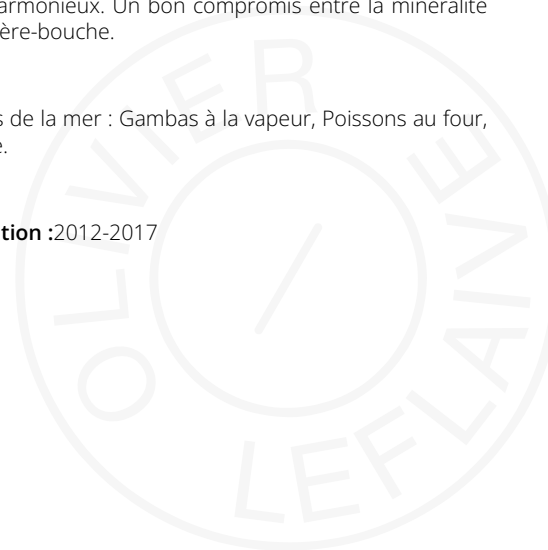 armonieux. Un bon compromis entre la minéralité
ère-bouche.
s de la mer : Gambas à la vapeur, Poissons au four,
e.
tion :2012-2017
OLIVIER
LEFLAIVE